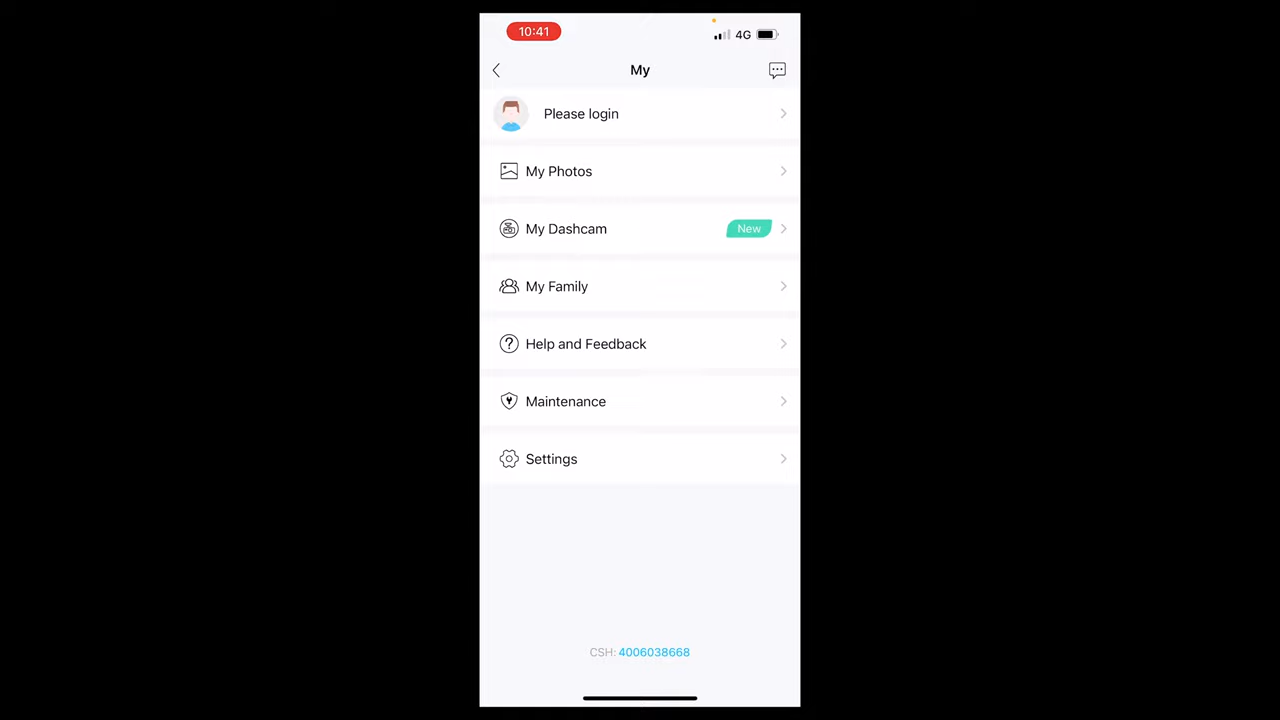 10:41
4G
My
Please login
My Photos
My Dashcam
New
My Family
Help and Feedback
Maintenance
Settings
CSH: 4006038668